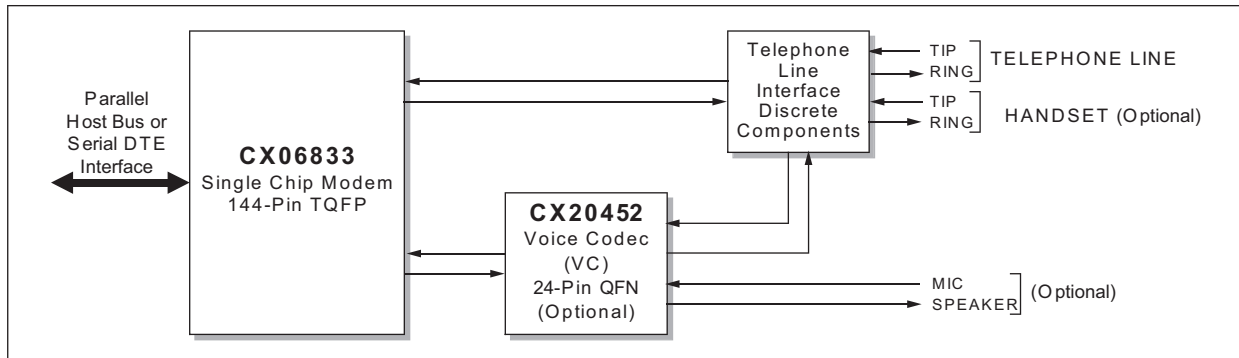 Parallel
Host Bus or
Serial DTE
Interface
CX06833
Single Chip Modem
144-Pin TQFP
Telephone
Line
Interface
Discrete
Components
TIP
RING
TELEPHONE LINE
TIP
RING
HANDSET (Optional)
CX20452
Voice Codec
(VC)
24-Pin QFN
(Optional)
MIC
SPEAKER
(Optional)